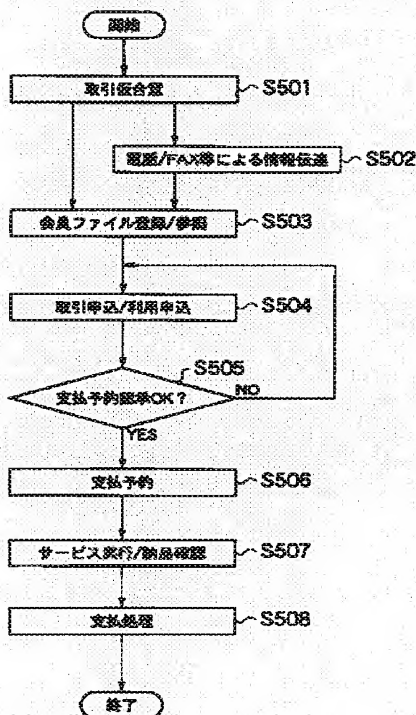 開始
取引仮合意
S501
電話/FAX等による情報伝達
S502
会員ファイル登録/参照
S503
取引申込/利用申込
S504
S505
支払予約認承OK?
NO
YES
支払予約
S506
サービス実行/納品確認
S507
支払処理
S508
終了